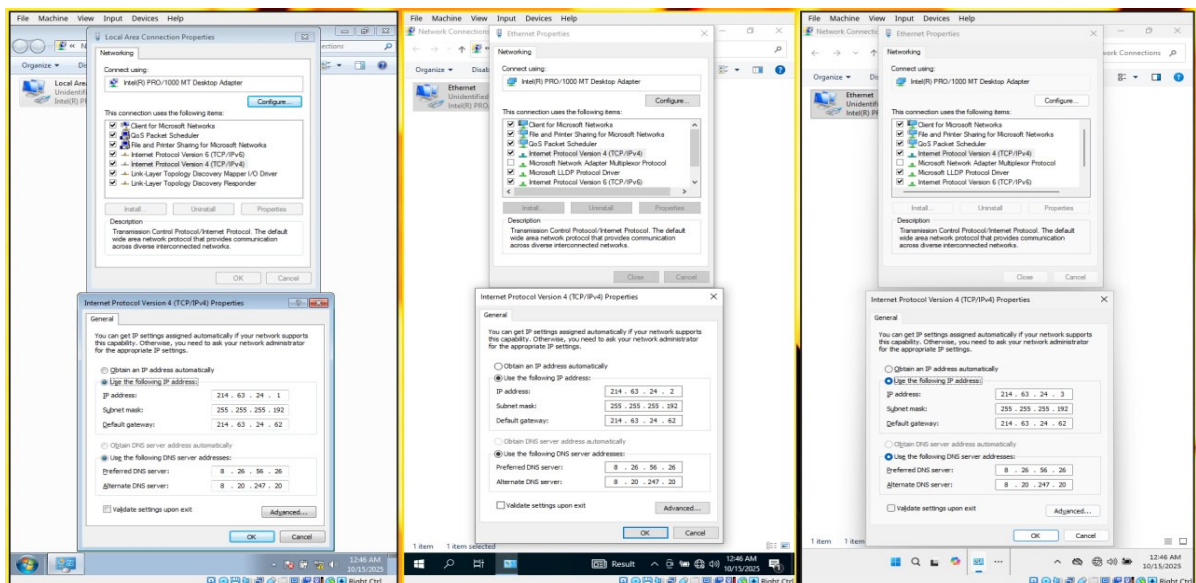 File Machine View Input Devices Help
Local Area Connection Properties
Organize
Local Area
Unidentifi
Intel(R) PR
Networking
Connect using:
Intel(R) PRO/1000 MT Desktop Adapter
Configure...
This connection uses the following items:
Client for Microsoft Networks
QoS Packet Scheduler
File and Printer Sharing for Microsoft Networks
Internet Protocol Version 6 (TCP/IPv6)
Internet Protocol Version 4 (TCP/IPv4)
Link-Layer Topology Discovery Mapper I/O Driver
Link-Layer Topology Discovery Responder
Install... Uninstall Properties
Description
Transmission Control Protocol/Internet Protocol. The default
wide area network protocol that provides communication
across diverse interconnected networks.
OK Cancel
Internet Protocol Version 4 (TCP/IPv4) Properties
General
You can get IP settings assigned automatically if your network supports
this capability. Otherwise, you need to ask your network administrator
for the appropriate IP settings.
Obtain an IP address automatically
Use the following IP address:
IP address: 214 . 63 . 24 . 1
Subnet mask: 255 . 255 . 255 . 192
Default gateway: 214 . 63 . 24 . 62
Obtain DNS server address automatically
Use the following DNS server addresses:
Preferred DNS server: 8 . 26 . 56 . 26
Alternate DNS server: 8 . 20 . 247 . 20
Validate settings upon exit
Advanced...
OK Cancel
12:46 AM
10/15/2025
Right Ctrl
File Machine View Input Devices Help
Network Connections
Ethernet Properties
Organize Disab
Ethernet
Unidentified
Intel(R) PRO
Networking
Connect using:
Intel(R) PRO/1000 MT Desktop Adapter
Configure...
This connection uses the following items:
Client for Microsoft Networks
File and Printer Sharing for Microsoft Networks
QoS Packet Scheduler
Internet Protocol Version 4 (TCP/IPv4)
Microsoft Network Adapter Multiplexor Protocol
Microsoft LLDP Protocol Driver
Internet Protocol Version 6 (TCP/IPv6)
Install... Uninstall Properties
Description
Transmission Control Protocol/Internet Protocol. The default
wide area network protocol that provides communication
across diverse interconnected networks.
Close Cancel
Internet Protocol Version 4 (TCP/IPv4) Properties
General
You can get IP settings assigned automatically if your network supports
this capability. Otherwise, you need to ask your network administrator
for the appropriate IP settings.
Obtain an IP address automatically
Use the following IP address:
IP address: 214 . 63 . 24 . 2
Subnet mask: 255 . 255 . 255 . 192
Default gateway: 214 . 63 . 24 . 62
Obtain DNS server address automatically
Use the following DNS server addresses:
Preferred DNS server: 8 . 26 . 56 . 26
Alternate DNS server: 8 . 20 . 247 . 20
Validate settings upon exit
Advanced...
OK Cancel
1 item 1 item selected
Result
12:46 AM
10/15/2025
Right Ctrl
File Machine View Input Devices Help
Network Connecti
Ethernet Properties
work Connections
Organize Disab
Ethernet
Unidentifi
Intel(R) PR
Networking
Connect using:
Intel(R) PRO/1000 MT Desktop Adapter
Configure...
This connection uses the following items:
Client for Microsoft Networks
File and Printer Sharing for Microsoft Networks
QoS Packet Scheduler
Internet Protocol Version 4 (TCP/IPv4)
Microsoft Network Adapter Multiplexor Protocol
Microsoft LLDP Protocol Driver
Internet Protocol Version 6 (TCP/IPv6)
Install... Uninstall Properties
Description
Transmission Control Protocol/Internet Protocol. The default
wide area network protocol that provides communication
across diverse interconnected networks.
Close Cancel
Internet Protocol Version 4 (TCP/IPv4) Properties
General
You can get IP settings assigned automatically if your network supports
this capability. Otherwise, you need to ask your network administrator
for the appropriate IP settings.
Obtain an IP address automatically
Use the following IP address:
IP address: 214 . 63 . 24 . 3
Subnet mask: 255 . 255 . 255 . 192
Default gateway: 214 . 63 . 24 . 62
Obtain DNS server address automatically
Use the following DNS server addresses:
Preferred DNS server: 8 . 26 . 56 . 26
Alternate DNS server: 8 . 20 . 247 . 20
Validate settings upon exit
Advanced...
OK Cancel
1 item 1 item
12:46 AM
10/15/2025
Right Ctrl